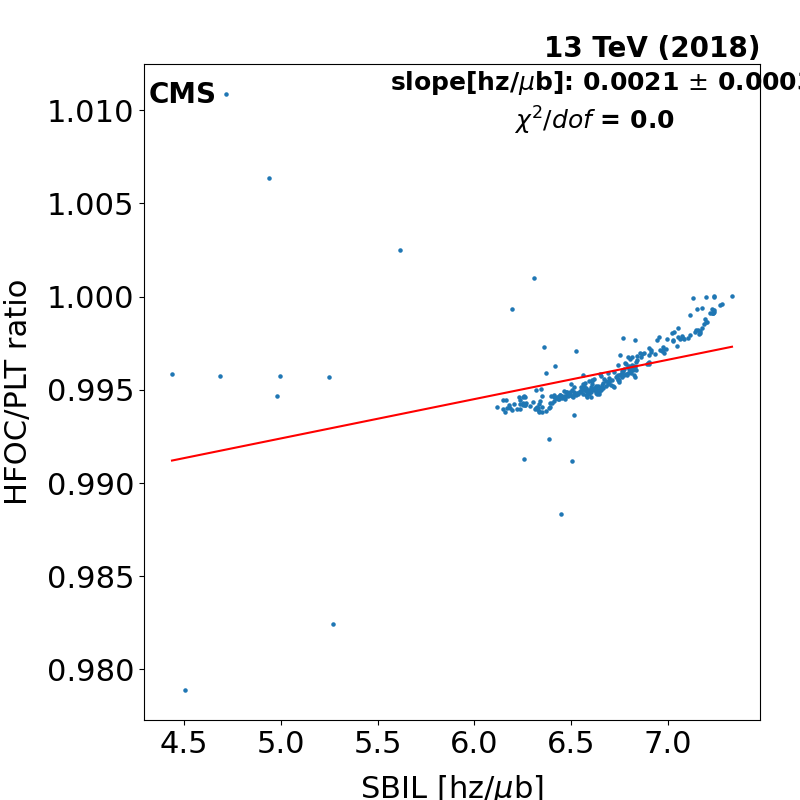 13 TeV (2018)
CMS
slope[hz/μb]: 0.0021 ± 0.0003
χ²/dof = 0.0
HFOC/PLT ratio
1.010
1.005
1.000
0.995
0.990
0.985
0.980
4.5 5.0 5.5 6.0 6.5 7.0
SBIL [hz/μb]